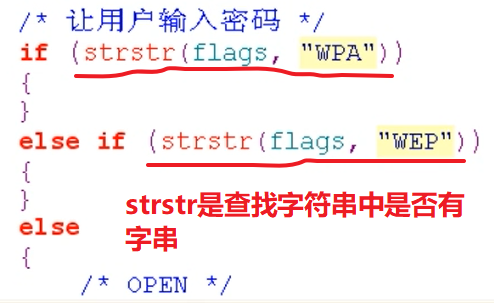 /* 让用户输入密码 */
if (strstr(flags, "WPA"))
{
}
else if (strstr(flags, "WEP"))
{
}
strstr是查找字符串中是否有
字串
else
{
/* OPEN */